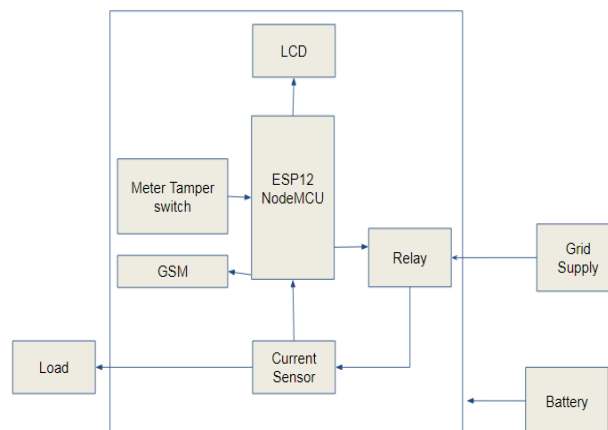 LCD
ESP12
NodeMCU
Meter Tamper
switch
GSM
Relay
Grid
Supply
Current
Sensor
Load
Battery